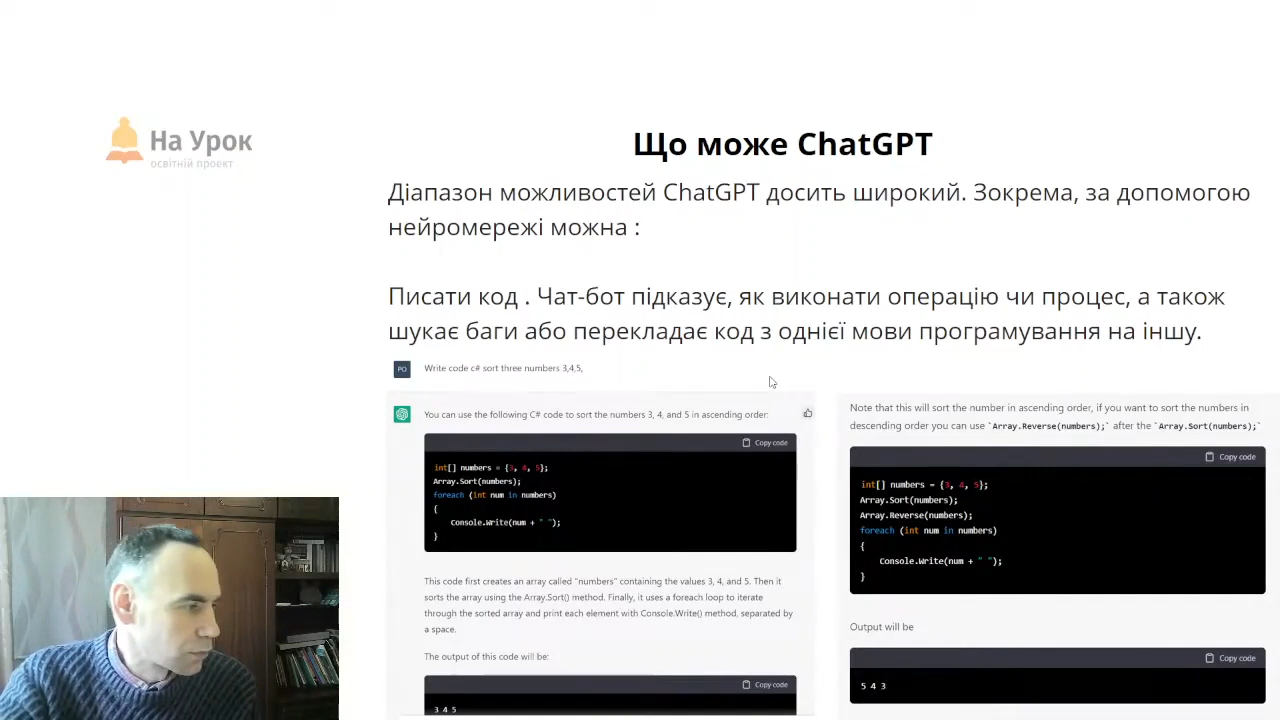 На Урок
освітній проект
Що може ChatGPT
Діапазон можливостей ChatGPT досить широкий. Зокрема, за допомогою
нейромережі можна :
Писати код . Чат-бот підказує, як виконати операцію чи процес, а також
шукає баги або перекладає код з однієї мови програмування на іншу.
PO
Write code c# sort three numbers 3,4,5,
You can use the following C# code to sort the numbers 3, 4, and 5 in ascending order:
Copy code
int[] numbers = {3, 4, 5};
Array.Sort(numbers);
foreach (int num in numbers)
{
Console.Write(num + " ");
}
This code first creates an array called "numbers" containing the values 3, 4, and 5. Then it
sorts the array using the Array.Sort() method. Finally, it uses a foreach loop to iterate
through the sorted array and print each element with Console.Write() method, separated by
a space.
The output of this code will be:
Copy code
3 4 5
Note that this will sort the number in ascending order, if you want to sort the numbers in
descending order you can use `Array.Reverse(numbers);` after the `Array.Sort(numbers);`
Copy code
int[] numbers = {3, 4, 5};
Array.Sort(numbers);
Array.Reverse(numbers);
foreach (int num in numbers)
{
Console.Write(num + " ");
}
Output will be
Copy code
5 4 3